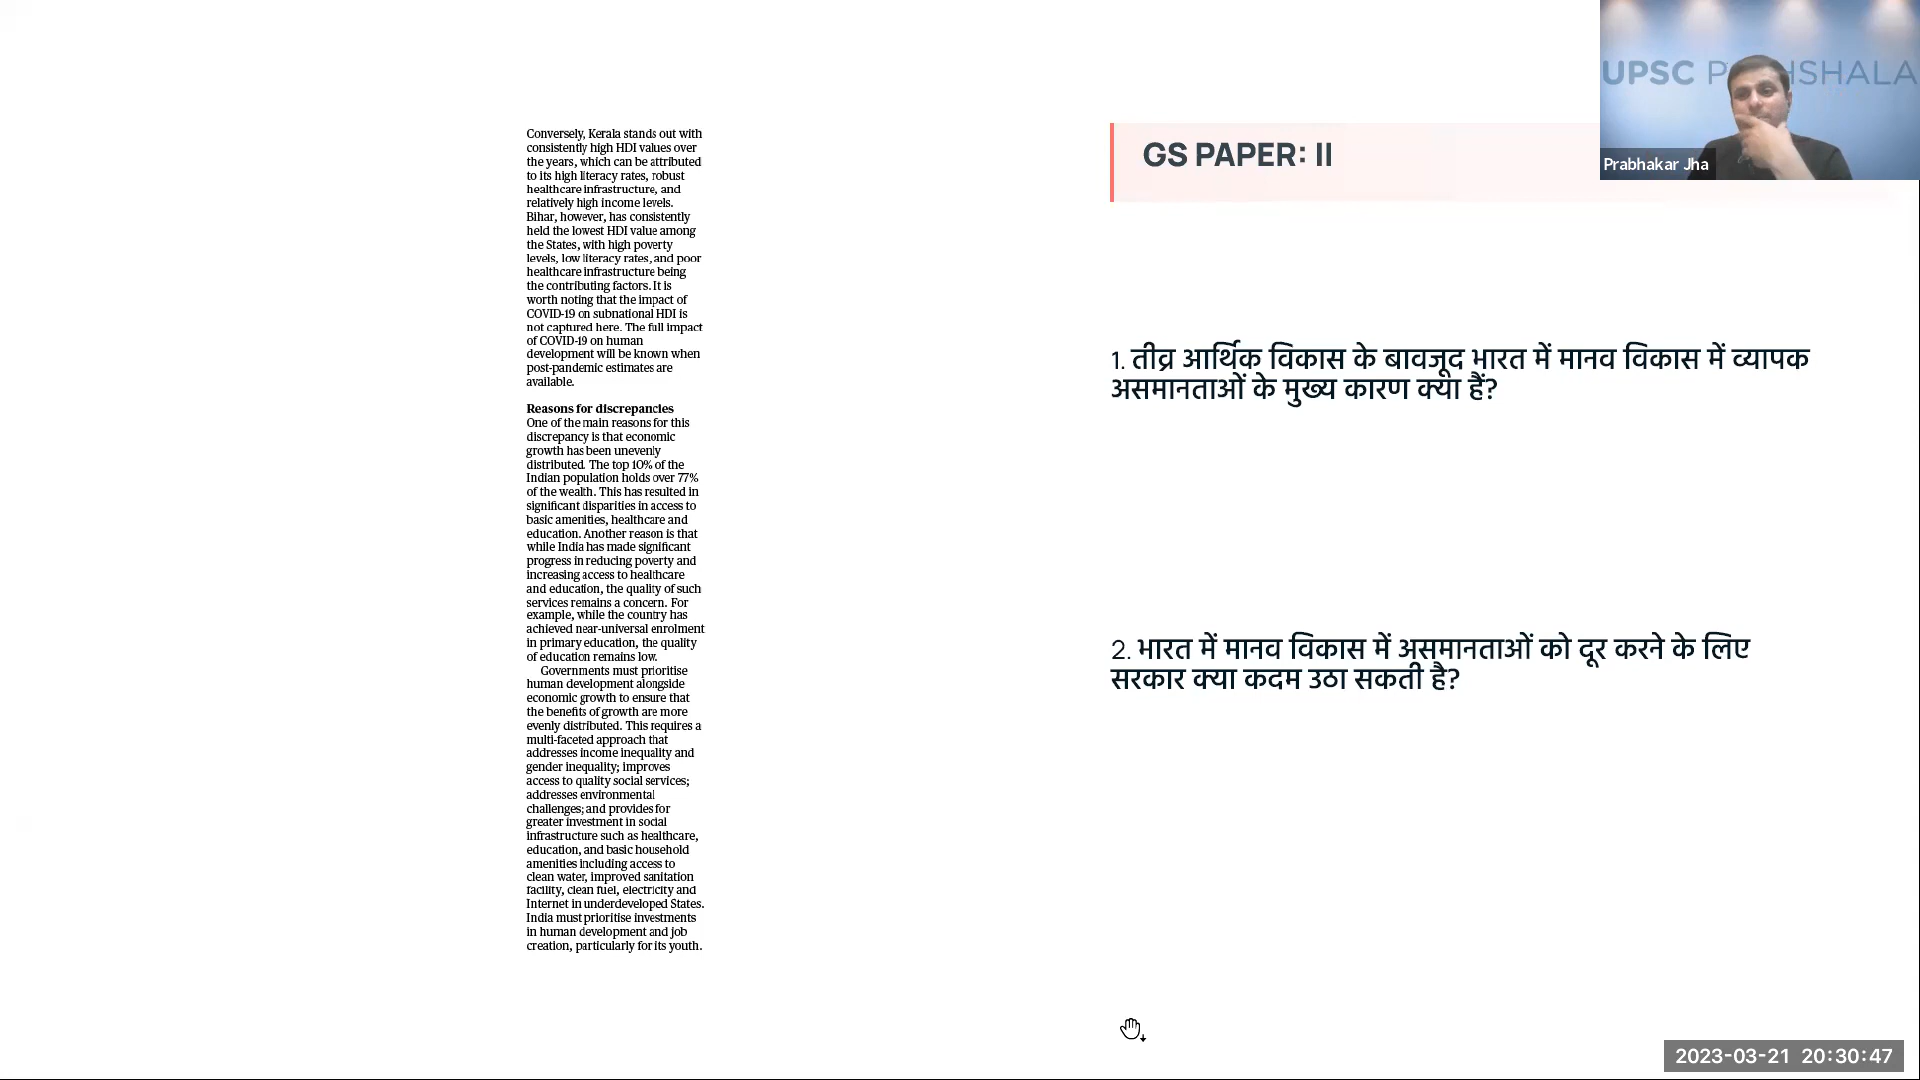 Conversely, Kerala stands out with
consistently high HDI values over
the years, which can be attributed
to its high literacy rates, robust
healthcare infrastructure, and
relatively high income levels.
Bihar, however, has consistently
held the lowest HDI value among
the States, with high poverty
levels, low literacy rates, and poor
healthcare infrastructure being
the contributing factors. It is
worth noting that the impact of
COVID-19 on subnational HDI is
not captured here. The full impact
of COVID-19 on human
development will be known when
post-pandemic estimates are
available.
Reasons for discrepancies
One of the main reasons for this
discrepancy is that economic
growth has been unevenly
distributed. The top 10% of the
Indian population holds over 77%
of the wealth. This has resulted in
significant disparities in access to
basic amenities, healthcare and
education. Another reason is that
while India has made significant
progress in reducing poverty and
increasing access to healthcare
and education, the quality of such
services remains a concern. For
example, while the country has
achieved near-universal enrolment
in primary education, the quality
of education remains low.
Governments must prioritise
human development alongside
economic growth to ensure that
the benefits of growth are more
evenly distributed. This requires a
multi-faceted approach that
addresses income inequality and
gender inequality; improves
access to quality social services;
addresses environmental
challenges; and provides for
greater investment in social
infrastructure such as healthcare,
education, and basic household
amenities including access to
clean water, improved sanitation
facility, clean fuel, electricity and
Internet in underdeveloped States.
India must prioritise investments
in human development and job
creation, particularly for its youth.
GS PAPER: II
1. तीव्र आर्थिक विकास के बावजूद भारत में मानव विकास में व्यापक
असमानताओं के मुख्य कारण क्या हैं?
2. भारत में मानव विकास में असमानताओं को दूर करने के लिए
सरकार क्या कदम उठा सकती है?
UPSC P HSHALA
Prabhakar Jha
2023-03-21 20:30:47